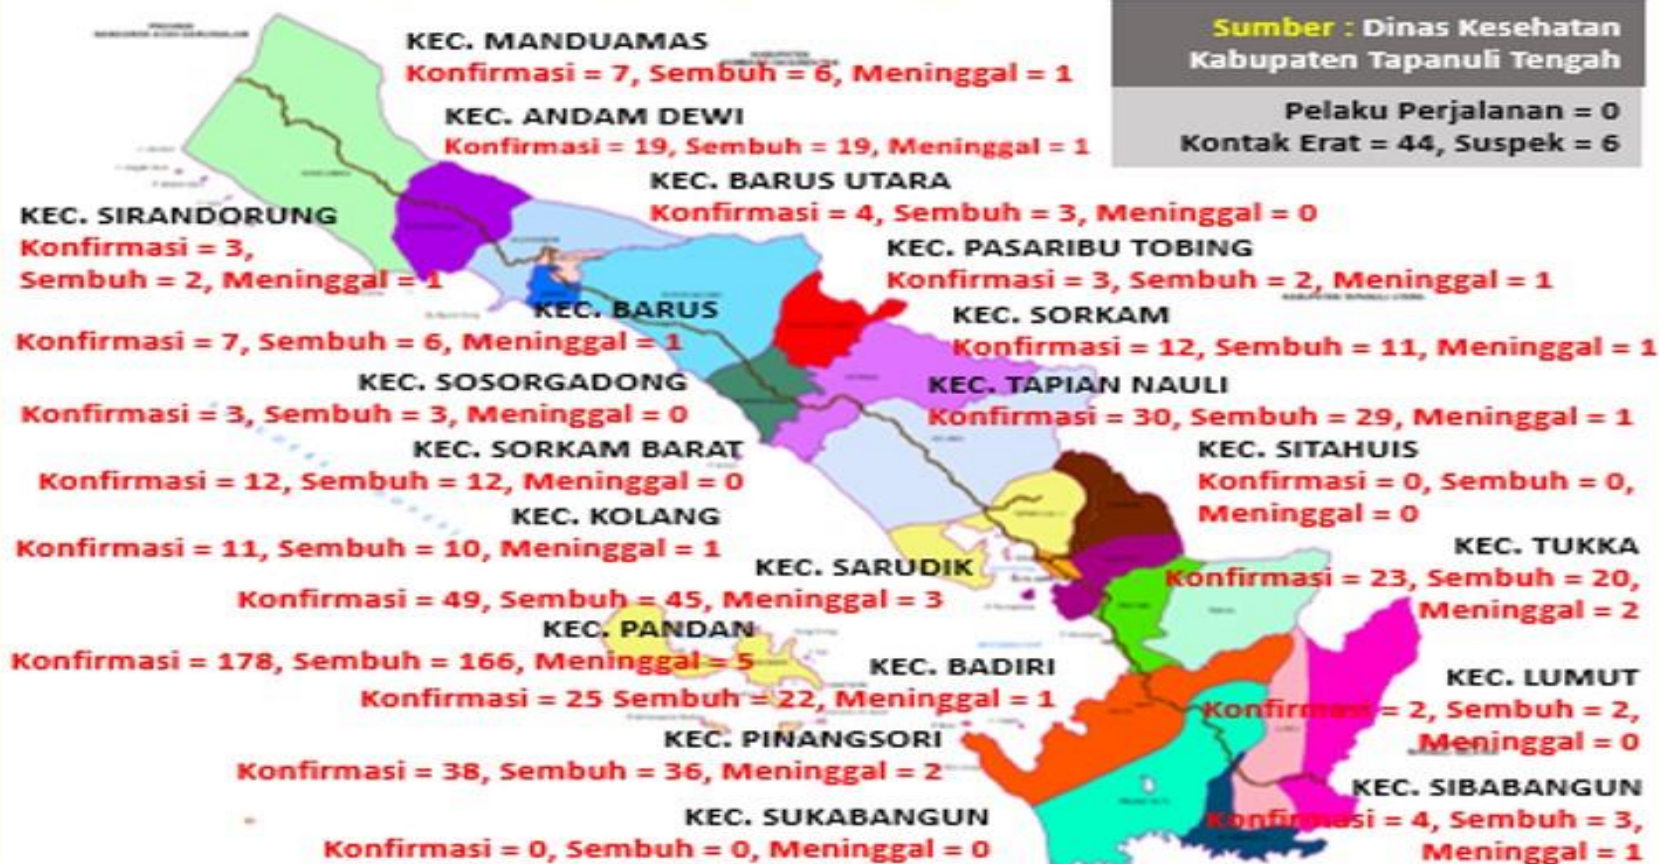 Sumber : Dinas Kesehatan
Kabupaten Tapanuli Tengah
Pelaku Perjalanan = 0
Kontak Erat = 44, Suspek = 6
KEC. MANDUAMAS
Konfirmasi = 7, Sembuh = 6, Meninggal = 1
KEC. ANDAM DEWI
Konfirmasi = 19, Sembuh = 19, Meninggal = 1
KEC. BARUS UTARA
Konfirmasi = 4, Sembuh = 3, Meninggal = 0
KEC. SIRANDORUNG
Konfirmasi = 3,
Sembuh = 2, Meninggal = 1
KEC. PASARIBU TOBING
Konfirmasi = 3, Sembuh = 2, Meninggal = 1
KEC. BARUS
Konfirmasi = 7, Sembuh = 6, Meninggal = 1
KEC. SORKAM
Konfirmasi = 12, Sembuh = 11, Meninggal = 1
KEC. SOSORGADONG
Konfirmasi = 3, Sembuh = 3, Meninggal = 0
KEC. TAPIAN NAULI
Konfirmasi = 30, Sembuh = 29, Meninggal = 1
KEC. SORKAM BARAT
Konfirmasi = 12, Sembuh = 12, Meninggal = 0
KEC. SITAHUIS
Konfirmasi = 0, Sembuh = 0,
Meninggal = 0
KEC. KOLANG
Konfirmasi = 11, Sembuh = 10, Meninggal = 1
KEC. TUKKA
Konfirmasi = 23, Sembuh = 20,
Meninggal = 2
KEC. SARUDIK
Konfirmasi = 49, Sembuh = 45, Meninggal = 3
KEC. PANDAN
Konfirmasi = 178, Sembuh = 166, Meninggal = 5
KEC. BADIRI
Konfirmasi = 25 Sembuh = 22, Meninggal = 1
KEC. LUMUT
Konfirmasi = 2, Sembuh = 2,
Meninggal = 0
KEC. PINANGSORI
Konfirmasi = 38, Sembuh = 36, Meninggal = 2
KEC. SIBABANGUN
Konfirmasi = 4, Sembuh = 3,
Meninggal = 1
KEC. SUKABANGUN
Konfirmasi = 0, Sembuh = 0, Meninggal = 0